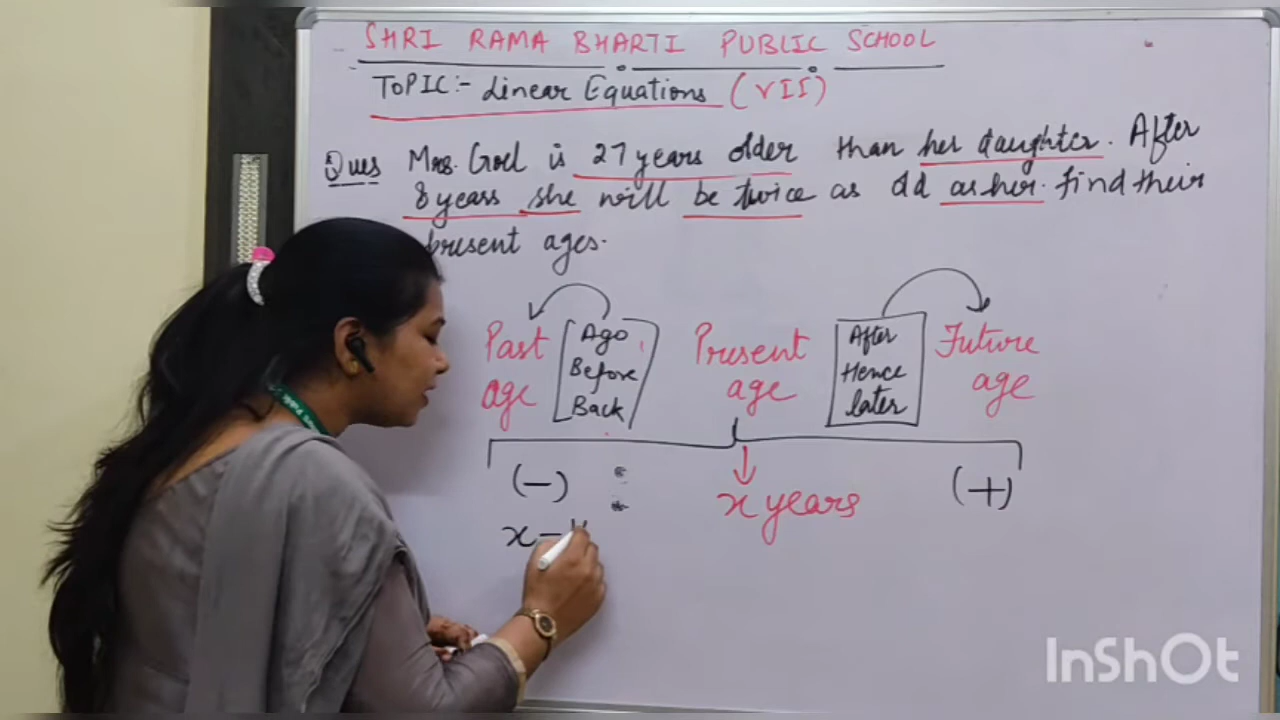 SHRI RAMA BHARTI PUBLIC SCHOOL
TOPIC:- Linear Equations (VII)
Ques Mrs. Goel is 27 years older than her daughter. After
8 years she will be twice as old as her. find their
present ages.
Past age
Ago
Before
Back
Present age
After
Hence
later
Future age
(-)
x years
(+)
x-
InShOt